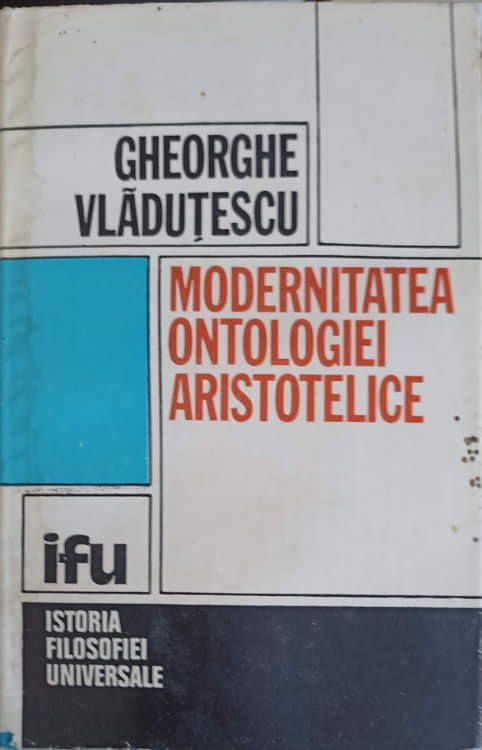 GHEORGHE
VLĂDUȚESCU
MODERNITATEA
ONTOLOGIEI
ARISTOTELICE
ifu
ISTORIA
FILOSOFIEI
UNIVERSALE